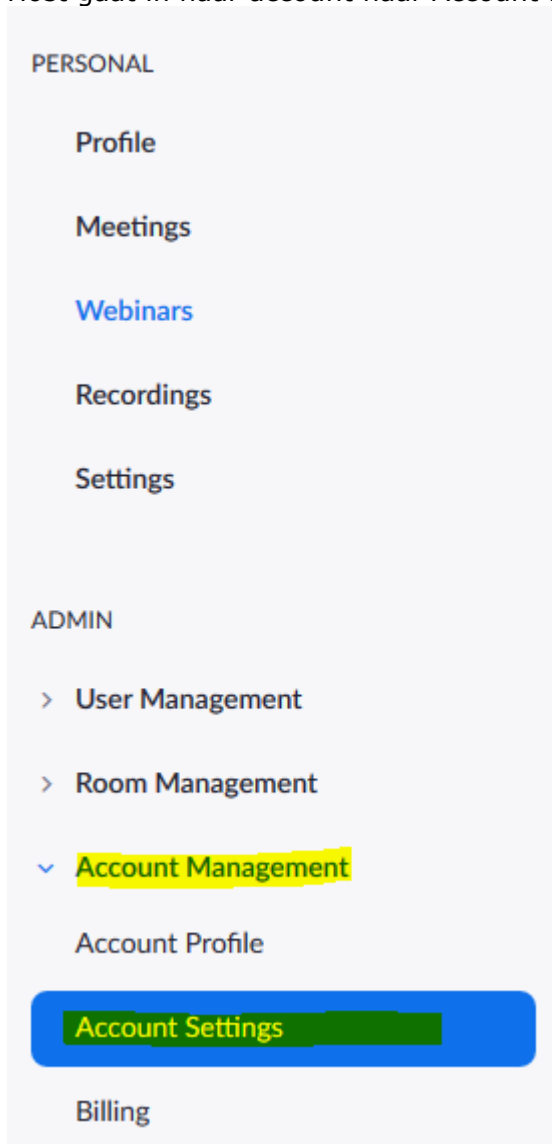 PERSONAL
Profile
Meetings
Webinars
Recordings
Settings
ADMIN
> User Management
> Room Management
Account Management
Account Profile
Account Settings
Billing